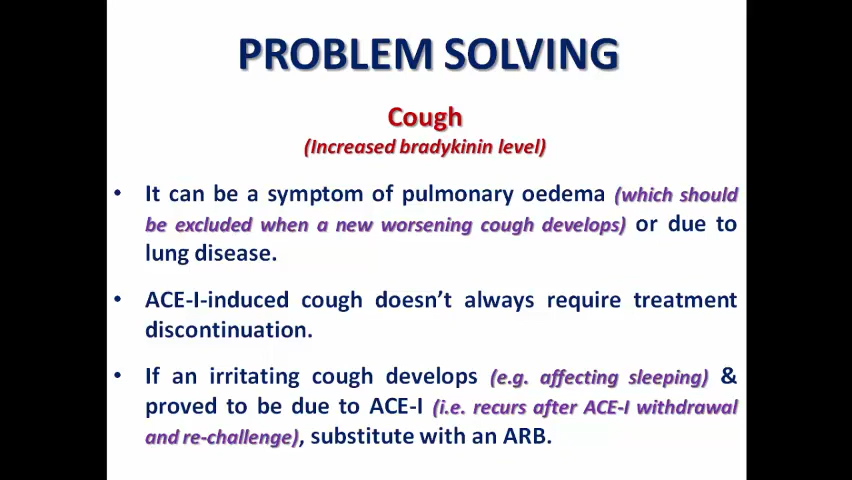 PROBLEM SOLVING
Cough
(Increased bradykinin level)
• It can be a symptom of pulmonary oedema (which should
be excluded when a new worsening cough develops) or due to
lung disease.
• ACE-I-induced cough doesn't always require treatment
discontinuation.
• If an irritating cough develops (e.g. affecting sleeping) &
proved to be due to ACE-I (i.e. recurs after ACE-I withdrawal
and re-challenge), substitute with an ARB.